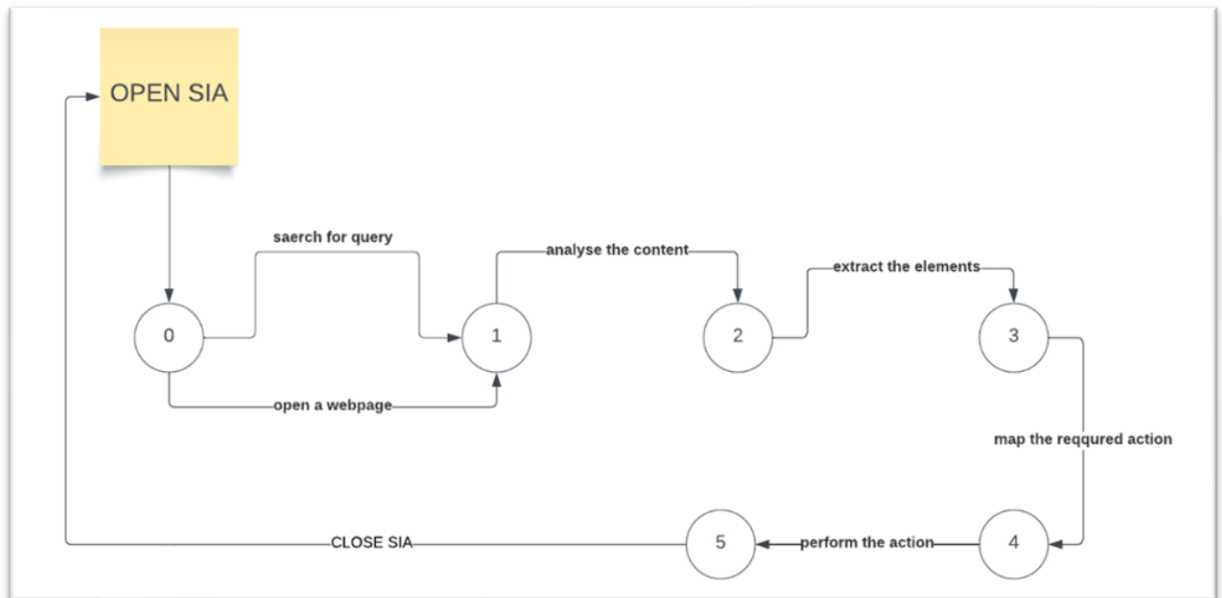 OPEN SIA
saerch for query
analyse the content
extract the elements
0
1
2
3
open a webpage
map the reqqured action
CLOSE SIA
5
perform the action
4